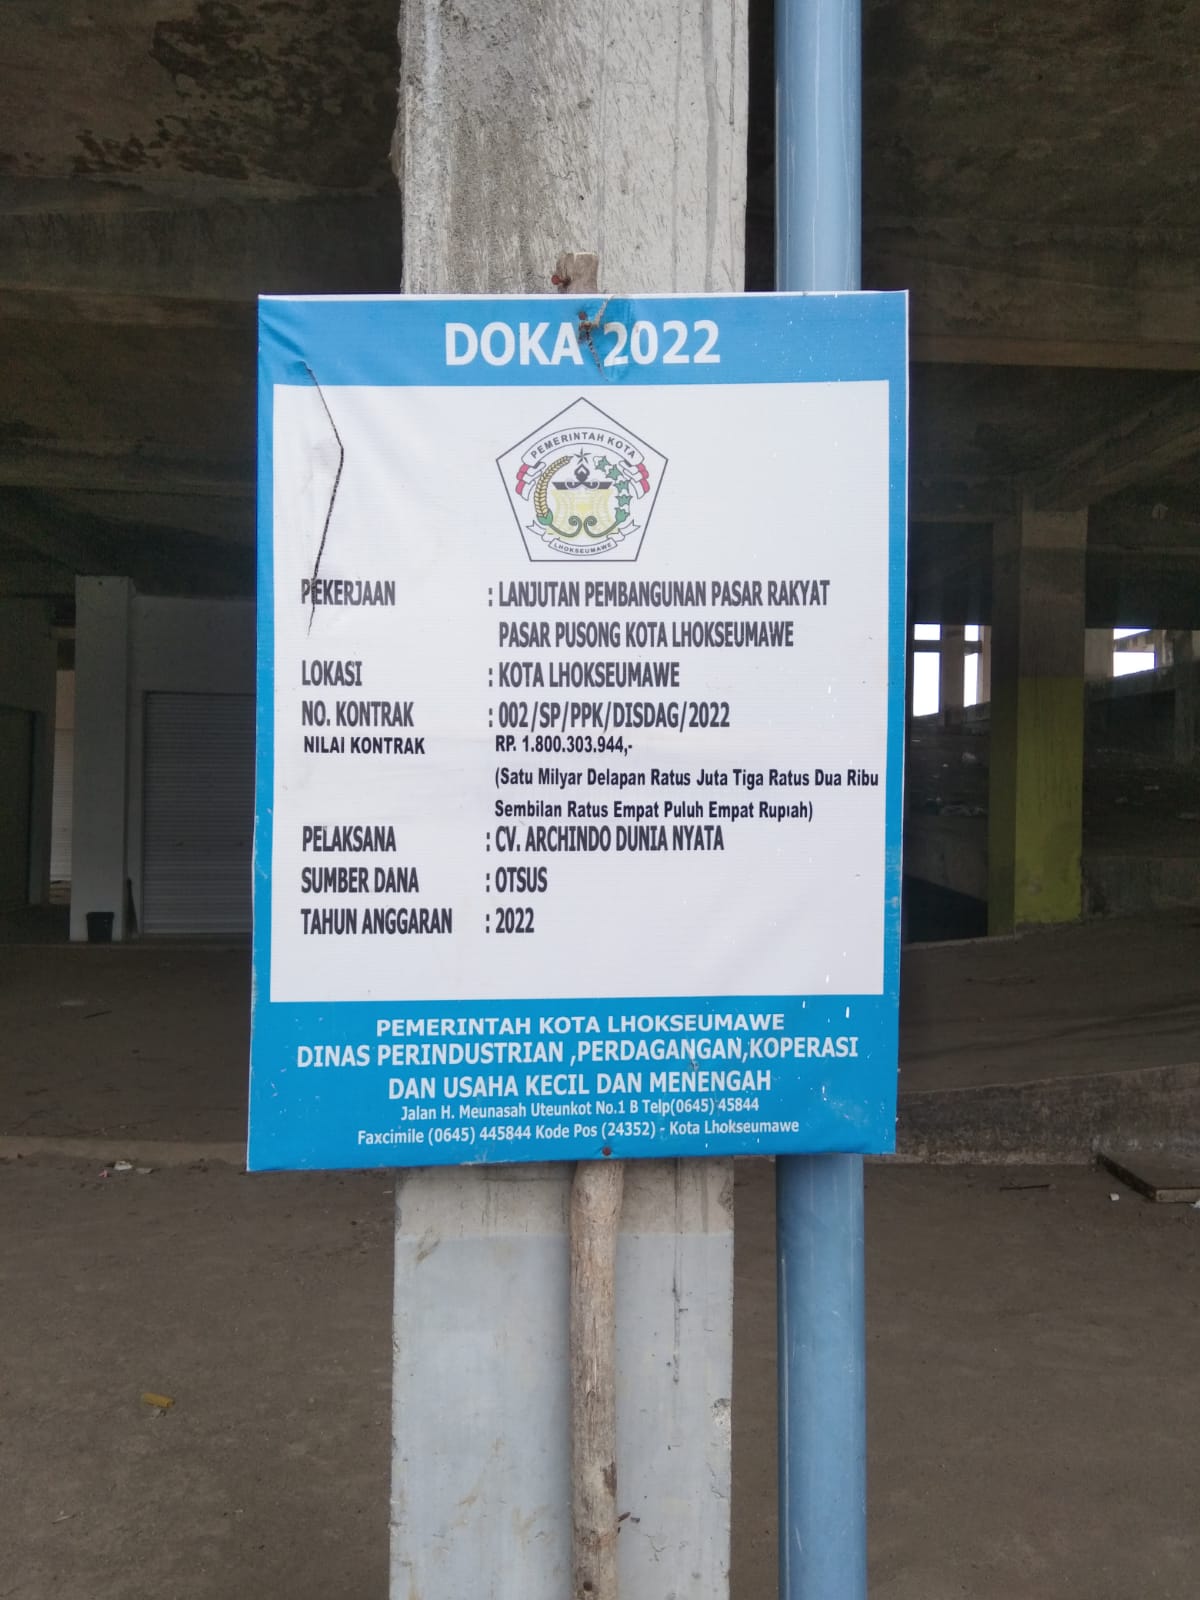 DOKA 2022
PEMERINTAH KOTA
LHOKSEUMAWE
PEKERJAAN : LANJUTAN PEMBANGUNAN PASAR RAKYAT
PASAR PUSONG KOTA LHOKSEUMAWE
LOKASI : KOTA LHOKSEUMAWE
NO. KONTRAK : 002/SP/PPK/DISDAG/2022
NILAI KONTRAK RP. 1.800.303.944,-
(Satu Milyar Delapan Ratus Juta Tiga Ratus Dua Ribu
Sembilan Ratus Empat Puluh Empat Rupiah)
PELAKSANA : CV. ARCHINDO DUNIA NYATA
SUMBER DANA : OTSUS
TAHUN ANGGARAN : 2022
PEMERINTAH KOTA LHOKSEUMAWE
DINAS PERINDUSTRIAN ,PERDAGANGAN,KOPERASI
DAN USAHA KECIL DAN MENENGAH
Jalan H. Meunasah Uteunkot No.1 B Telp(0645) 45844
Faxcimile (0645) 445844 Kode Pos (24352) - Kota Lhokseumawe